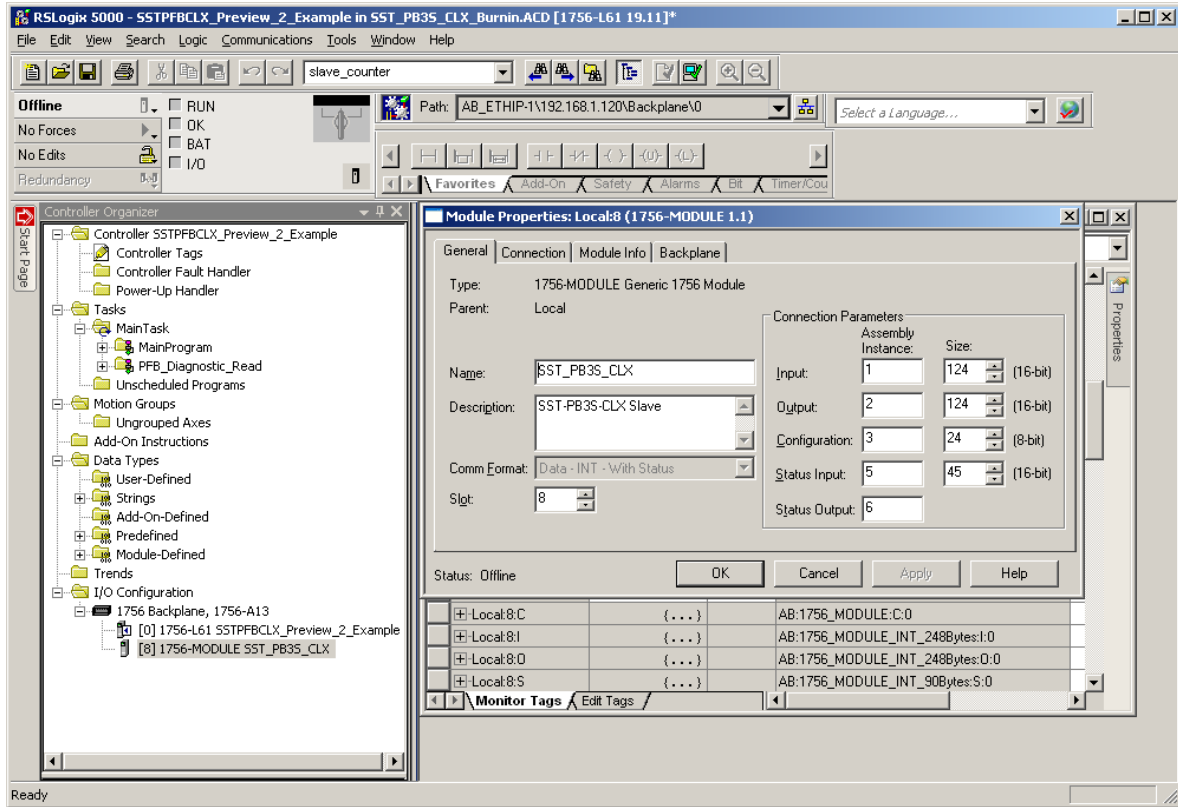 RSLogix 5000 - SSTPFBCLX_Preview_2_Example in SST_PB3S_CLX_Burnin.ACD [1756-L61 19.11]*
File Edit View Search Logic Communications Tools Window Help
slave_counter
Offline
RUN
OK
BAT
I/O
No Forces
No Edits
Redundancy
Path: AB_ETHIP-1\192.168.1.120\Backplane\0
Select a Language...
Favorites Add-On Safety Alarms Bit Timer/Cou
Start Page
Controller Organizer
Controller SSTPFBCLX_Preview_2_Example
Controller Tags
Controller Fault Handler
Power-Up Handler
Tasks
MainTask
MainProgram
PFB_Diagnostic_Read
Unscheduled Programs
Motion Groups
Ungrouped Axes
Add-On Instructions
Data Types
User-Defined
Strings
Add-On-Defined
Predefined
Module-Defined
Trends
I/O Configuration
1756 Backplane, 1756-A13
[0] 1756-L61 SSTPFBCLX_Preview_2_Example
[8] 1756-MODULE SST_PB3S_CLX
Module Properties: Local:8 (1756-MODULE 1.1)
General Connection Module Info Backplane
Type: 1756-MODULE Generic 1756 Module
Parent: Local
Name: SST_PB3S_CLX
Description: SST-PB3S-CLX Slave
Comm Format: Data - INT - With Status
Slot: 8
Connection Parameters
Assembly
Instance: Size:
Input: 1 124 (16-bit)
Output: 2 124 (16-bit)
Configuration: 3 24 (8-bit)
Status Input: 5 45 (16-bit)
Status Output: 6
Status: Offline
OK Cancel Apply Help
Properties
Local:8:C {...} AB:1756_MODULE:C:0
Local:8:I {...} AB:1756_MODULE_INT_248Bytes:I:0
Local:8:O {...} AB:1756_MODULE_INT_248Bytes:O:0
Local:8:S {...} AB:1756_MODULE_INT_90Bytes:S:0
Monitor Tags Edit Tags
Ready